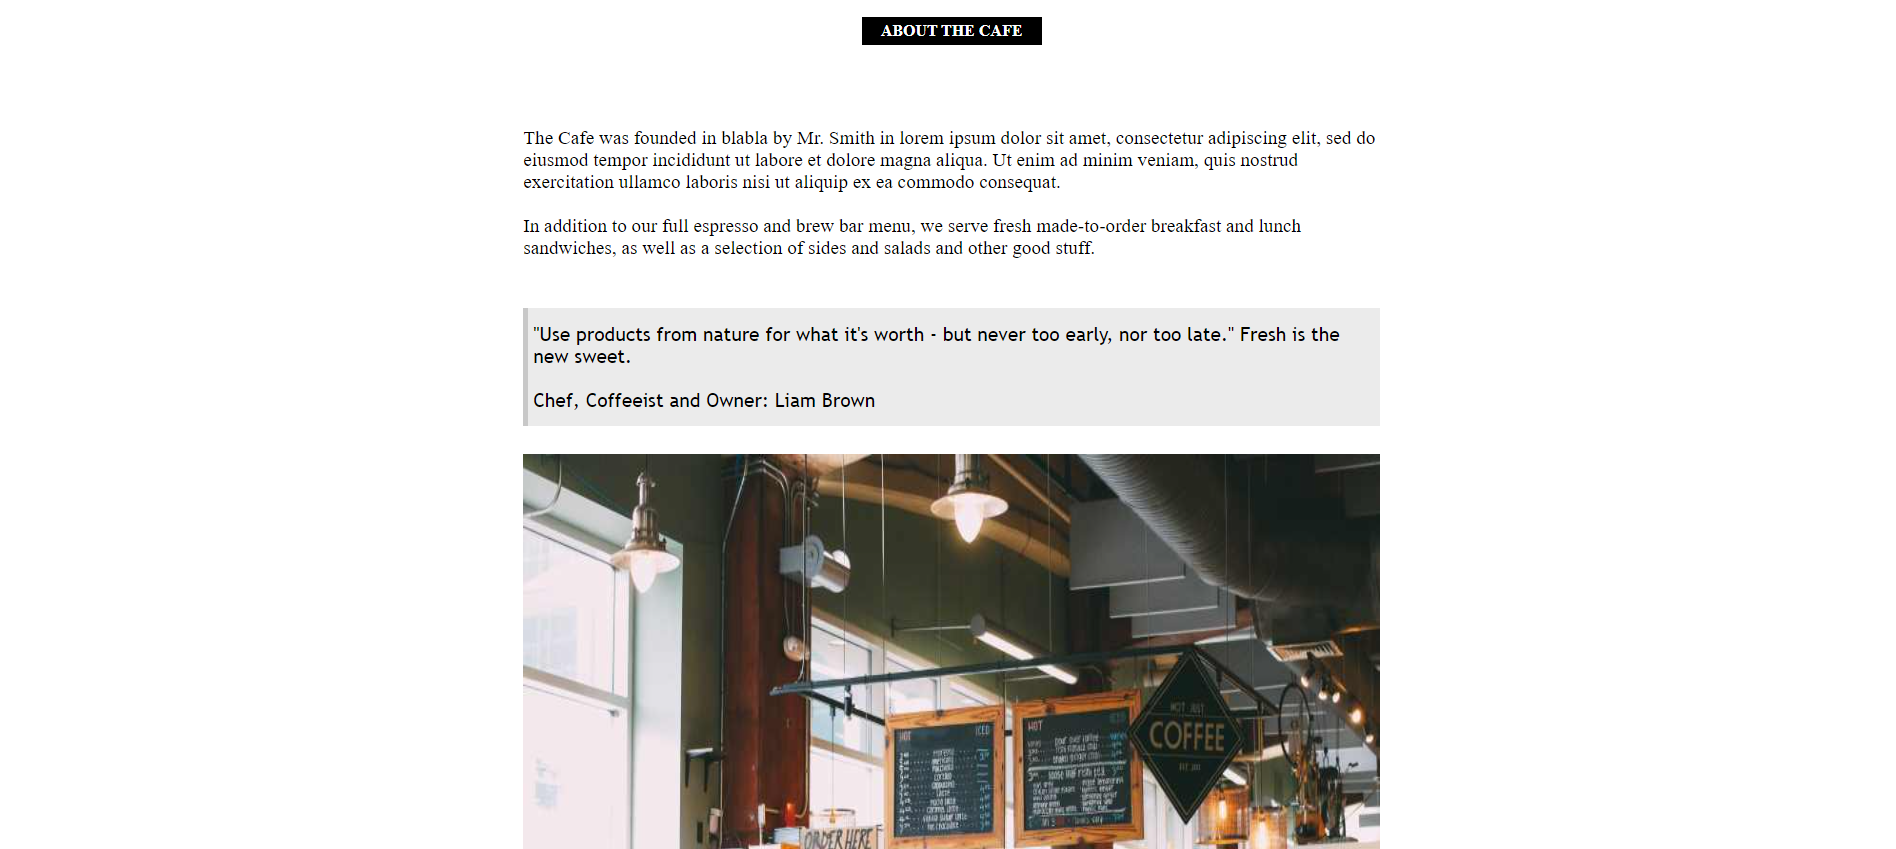 ABOUT THE CAFE
The Cafe was founded in blabla by Mr. Smith in lorem ipsum dolor sit amet, consectetur adipiscing elit, sed do
eiusmod tempor incididunt ut labore et dolore magna aliqua. Ut enim ad minim veniam, quis nostrud
exercitation ullamco laboris nisi ut aliquip ex ea commodo consequat.
In addition to our full espresso and brew bar menu, we serve fresh made-to-order breakfast and lunch
sandwiches, as well as a selection of sides and salads and other good stuff.
"Use products from nature for what it's worth - but never too early, nor too late." Fresh is the
new sweet.
Chef, Coffeeist and Owner: Liam Brown
NOT JUST
COFFEE
HOT ICED
HOT ICED
ORDER HERE